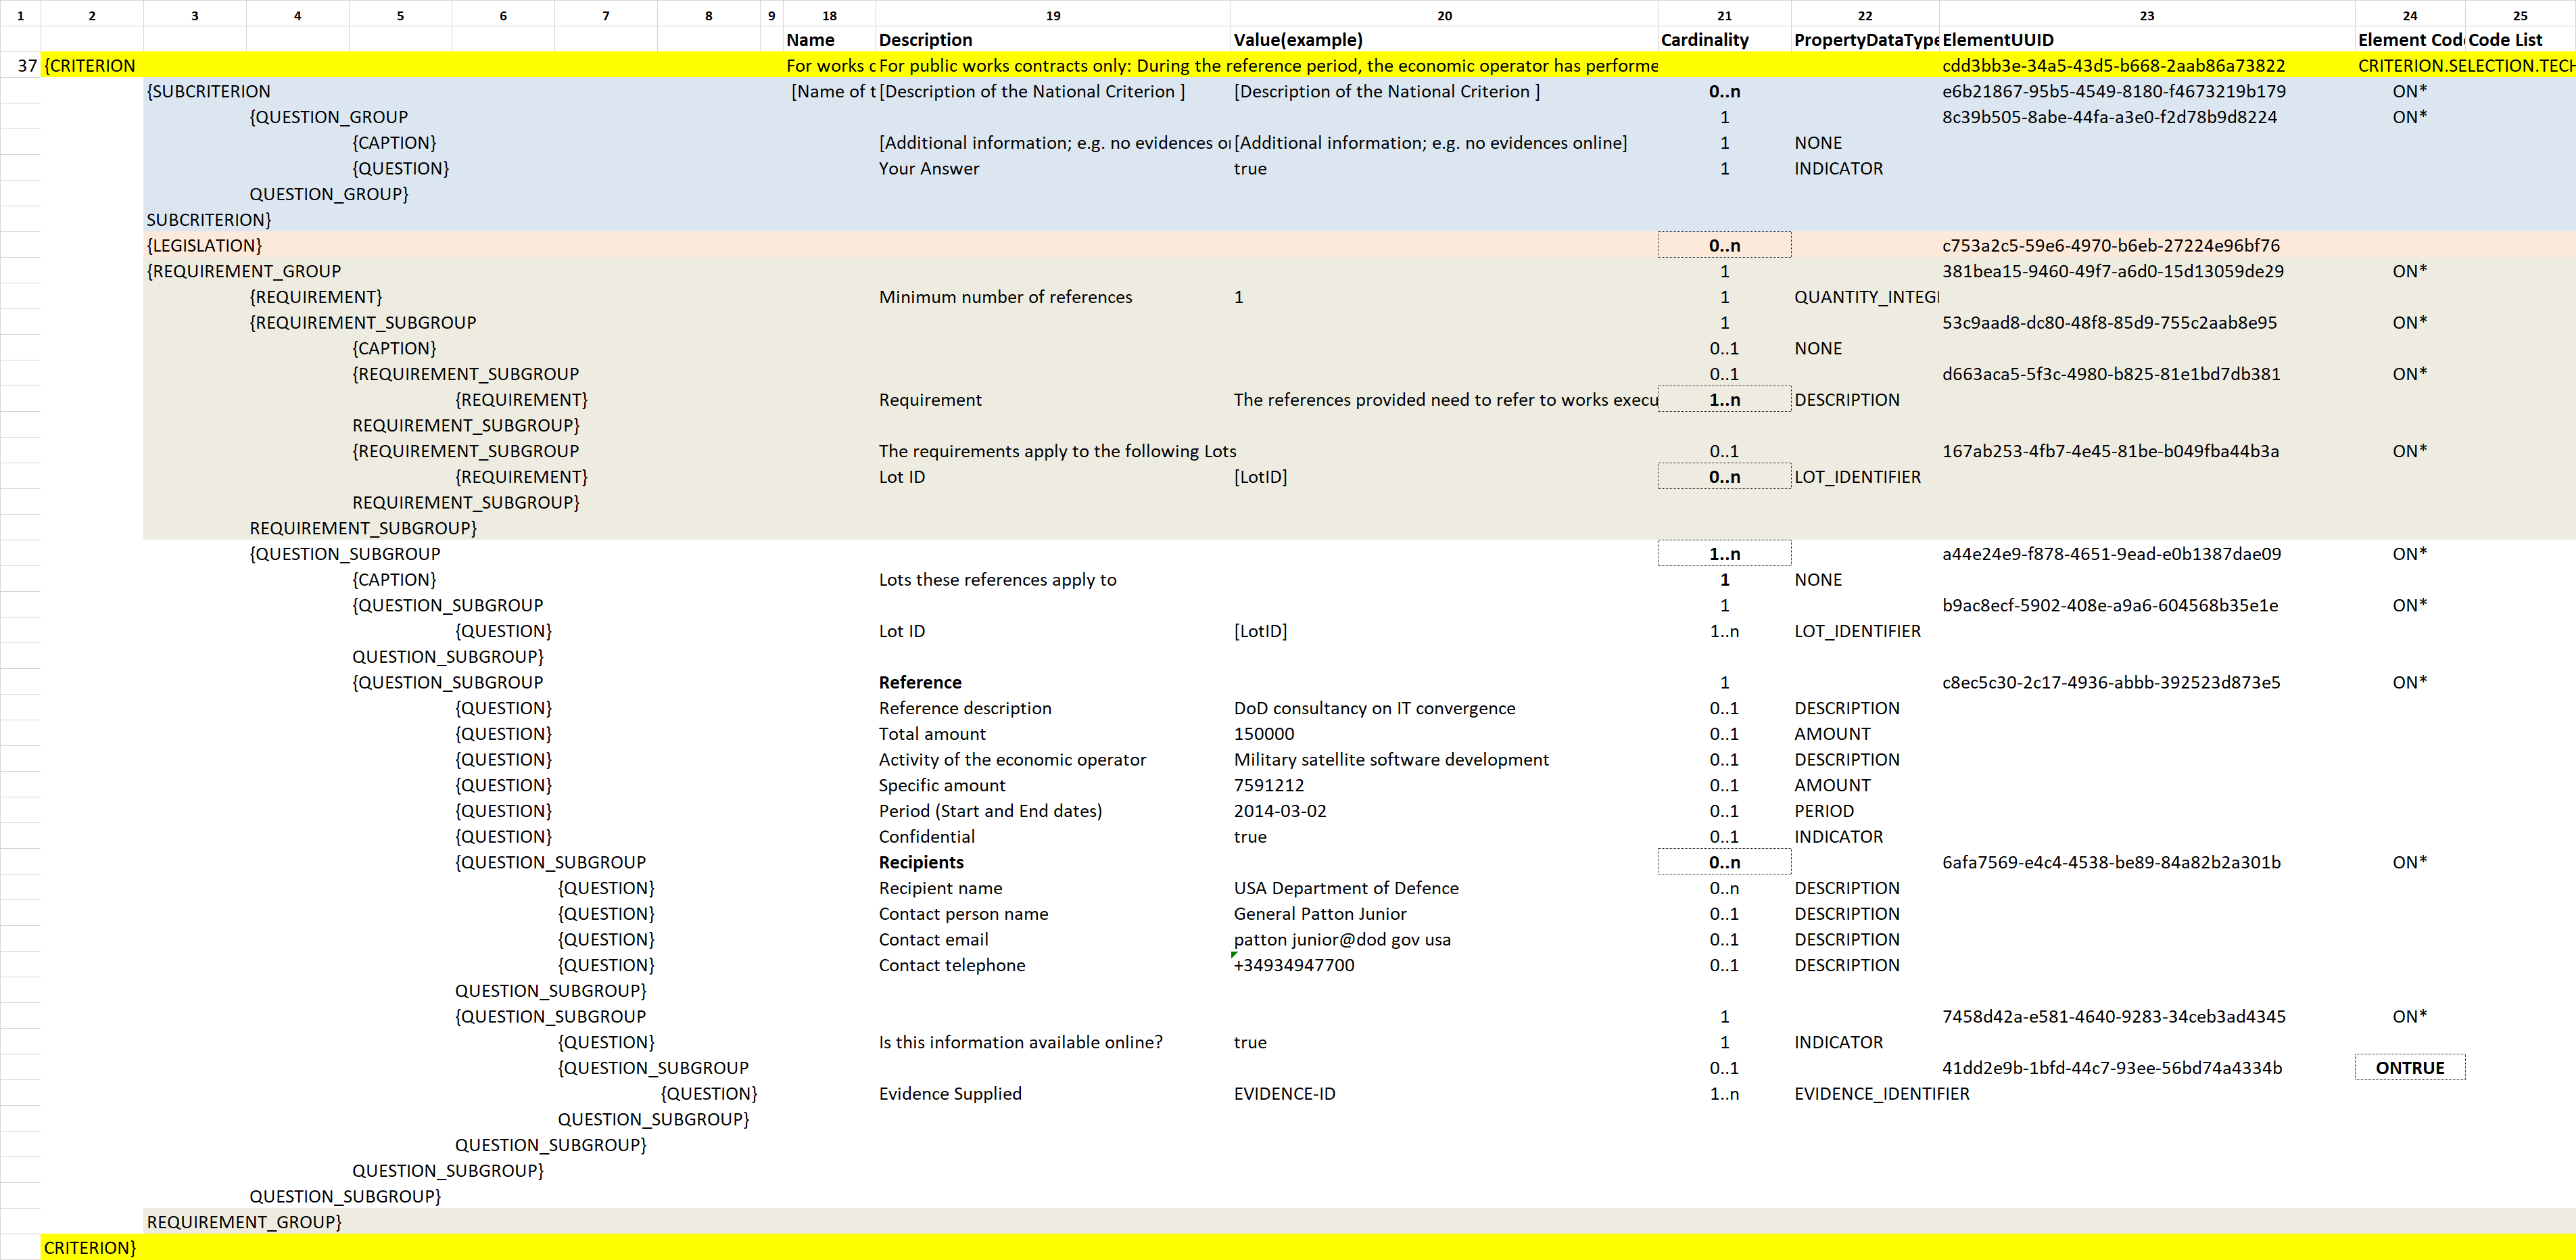 1 2 3 4 5 6 7 8 9 18 19 20 21 22 23 24 25
Name Description Value(example) Cardinality PropertyDataType ElementUUID Element Cod Code List
37 {CRITERION For works c For public works contracts only: During the reference period, the economic operator has performe cdd3bb3e-34a5-43d5-b668-2aab86a73822 CRITERION.SELECTION.TECH
{SUBCRITERION [Name of t [Description of the National Criterion ] [Description of the National Criterion ] 0..n e6b21867-95b5-4549-8180-f4673219b179 ON*
{QUESTION_GROUP 1 8c39b505-8abe-44fa-a3e0-f2d78b9d8224 ON*
{CAPTION} [Additional information; e.g. no evidences o [Additional information; e.g. no evidences online] 1 NONE
{QUESTION} Your Answer true 1 INDICATOR
QUESTION_GROUP}
SUBCRITERION}
{LEGISLATION} 0..n c753a2c5-59e6-4970-b6eb-27224e96bf76
{REQUIREMENT_GROUP 1 381bea15-9460-49f7-a6d0-15d13059de29 ON*
{REQUIREMENT} Minimum number of references 1 1 QUANTITY_INTEG
{REQUIREMENT_SUBGROUP 1 53c9aad8-dc80-48f8-85d9-755c2aab8e95 ON*
{CAPTION} 0..1 NONE
{REQUIREMENT_SUBGROUP 0..1 d663aca5-5f3c-4980-b825-81e1bd7db381 ON*
{REQUIREMENT} Requirement The references provided need to refer to works execu 1..n DESCRIPTION
REQUIREMENT_SUBGROUP}
{REQUIREMENT_SUBGROUP The requirements apply to the following Lots 0..1 167ab253-4fb7-4e45-81be-b049fba44b3a ON*
{REQUIREMENT} Lot ID [LotID] 0..n LOT_IDENTIFIER
REQUIREMENT_SUBGROUP}
REQUIREMENT_SUBGROUP}
{QUESTION_SUBGROUP 1..n a44e24e9-f878-4651-9ead-e0b1387dae09 ON*
{CAPTION} Lots these references apply to 1 NONE
{QUESTION_SUBGROUP 1 b9ac8ecf-5902-408e-a9a6-604568b35e1e ON*
{QUESTION} Lot ID [LotID] 1..n LOT_IDENTIFIER
QUESTION_SUBGROUP}
{QUESTION_SUBGROUP Reference 1 c8ec5c30-2c17-4936-abbb-392523d873e5 ON*
{QUESTION} Reference description DoD consultancy on IT convergence 0..1 DESCRIPTION
{QUESTION} Total amount 150000 0..1 AMOUNT
{QUESTION} Activity of the economic operator Military satellite software development 0..1 DESCRIPTION
{QUESTION} Specific amount 7591212 0..1 AMOUNT
{QUESTION} Period (Start and End dates) 2014-03-02 0..1 PERIOD
{QUESTION} Confidential true 0..1 INDICATOR
{QUESTION_SUBGROUP Recipients 0..n 6afa7569-e4c4-4538-be89-84a82b2a301b ON*
{QUESTION} Recipient name USA Department of Defence 0..n DESCRIPTION
{QUESTION} Contact person name General Patton Junior 0..1 DESCRIPTION
{QUESTION} Contact email patton junior@dod gov usa 0..1 DESCRIPTION
{QUESTION} Contact telephone +34934947700 0..1 DESCRIPTION
QUESTION_SUBGROUP}
{QUESTION_SUBGROUP 1 7458d42a-e581-4640-9283-34ceb3ad4345 ON*
{QUESTION} Is this information available online? true 1 INDICATOR
{QUESTION_SUBGROUP 0..1 41dd2e9b-1bfd-44c7-93ee-56bd74a4334b ONTRUE
{QUESTION} Evidence Supplied EVIDENCE-ID 1..n EVIDENCE_IDENTIFIER
QUESTION_SUBGROUP}
QUESTION_SUBGROUP}
QUESTION_SUBGROUP}
QUESTION_SUBGROUP}
REQUIREMENT_GROUP}
CRITERION}